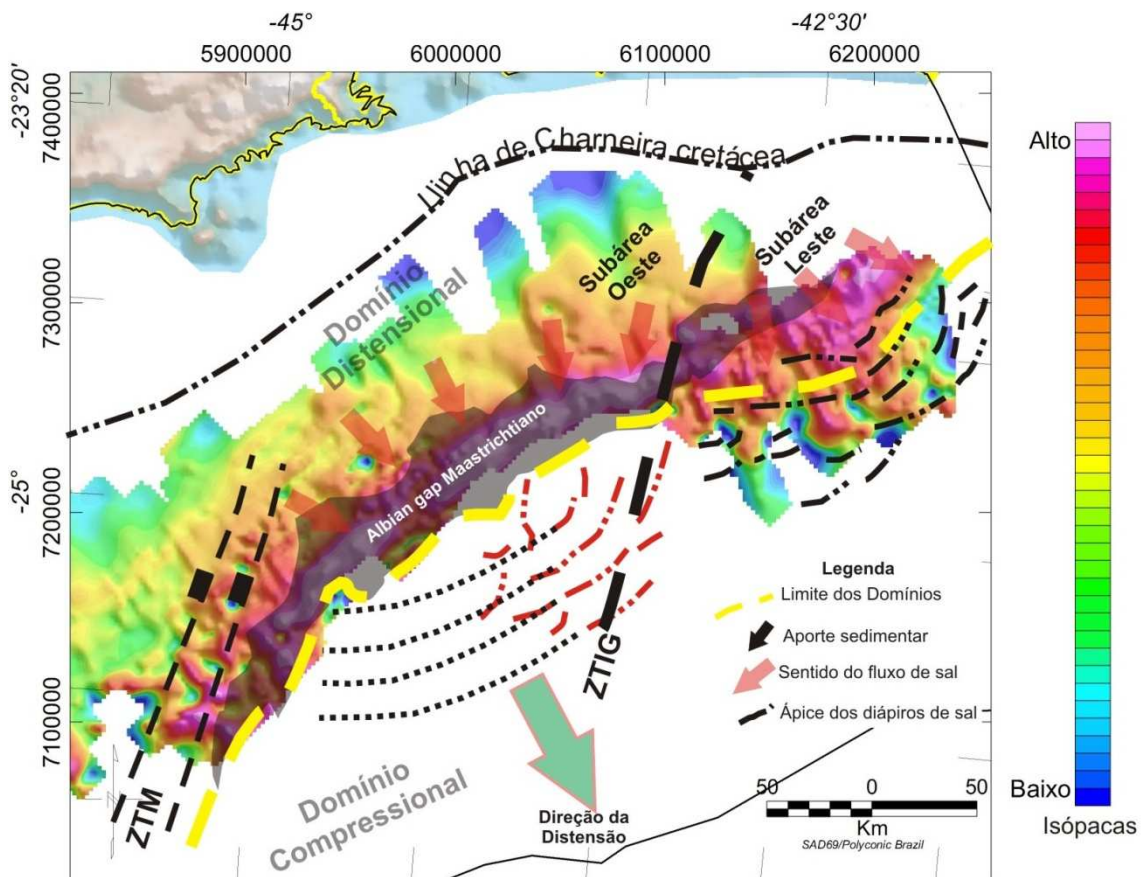 -45°
-42°30'
5900000
6000000
6100000
6200000
-23°20'
7400000
7300000
-25°
7200000
7100000
Llinha de Charneira cretácea
Domínio
Distensional
Subárea
Oeste
Subárea
Leste
Albian gap Maastrichtiano
ZTM
ZTIG
Domínio
Compressional
Direção da
Distensão
Legenda
Limite dos Domínios
Aporte sedimentar
Sentido do fluxo de sal
Ápice dos diápiros de sal
50
0
50
Km
SAD69/Polyconic Brazil
Alto
Baixo
Isópacas